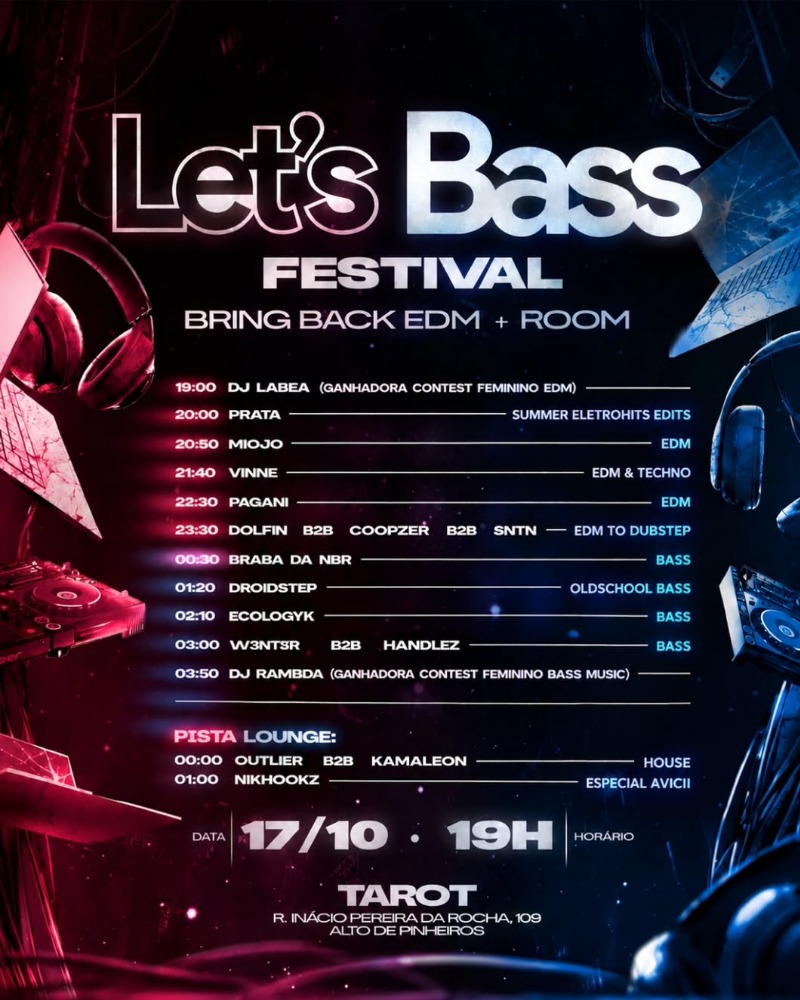 Let's Bass
FESTIVAL
BRING BACK EDM + ROOM
19:00 DJ LABEA (GANHADORA CONTEST FEMININO EDM)
20:00 PRATA SUMMER ELETROHITS EDITS
20:50 MIOJO EDM
21:40 VINNE EDM & TECHNO
22:30 PAGANI EDM
23:30 DOLFIN B2B COOPZER B2B SNTN EDM TO DUBSTEP
00:30 BRABA DA NBR BASS
01:20 DROIDSTEP OLDSCHOOL BASS
02:10 ECOLOGYK BASS
03:00 W3NTSR B2B HANDLEZ BASS
03:50 DJ RAMBDA (GANHADORA CONTEST FEMININO BASS MUSIC)
PISTA LOUNGE:
00:00 OUTLIER B2B KAMALEON HOUSE
01:00 NIKHOOKZ ESPECIAL AVICII
DATA 17/10 • 19H HORÁRIO
TAROT
R. INÁCIO PEREIRA DA ROCHA, 109
ALTO DE PINHEIROS